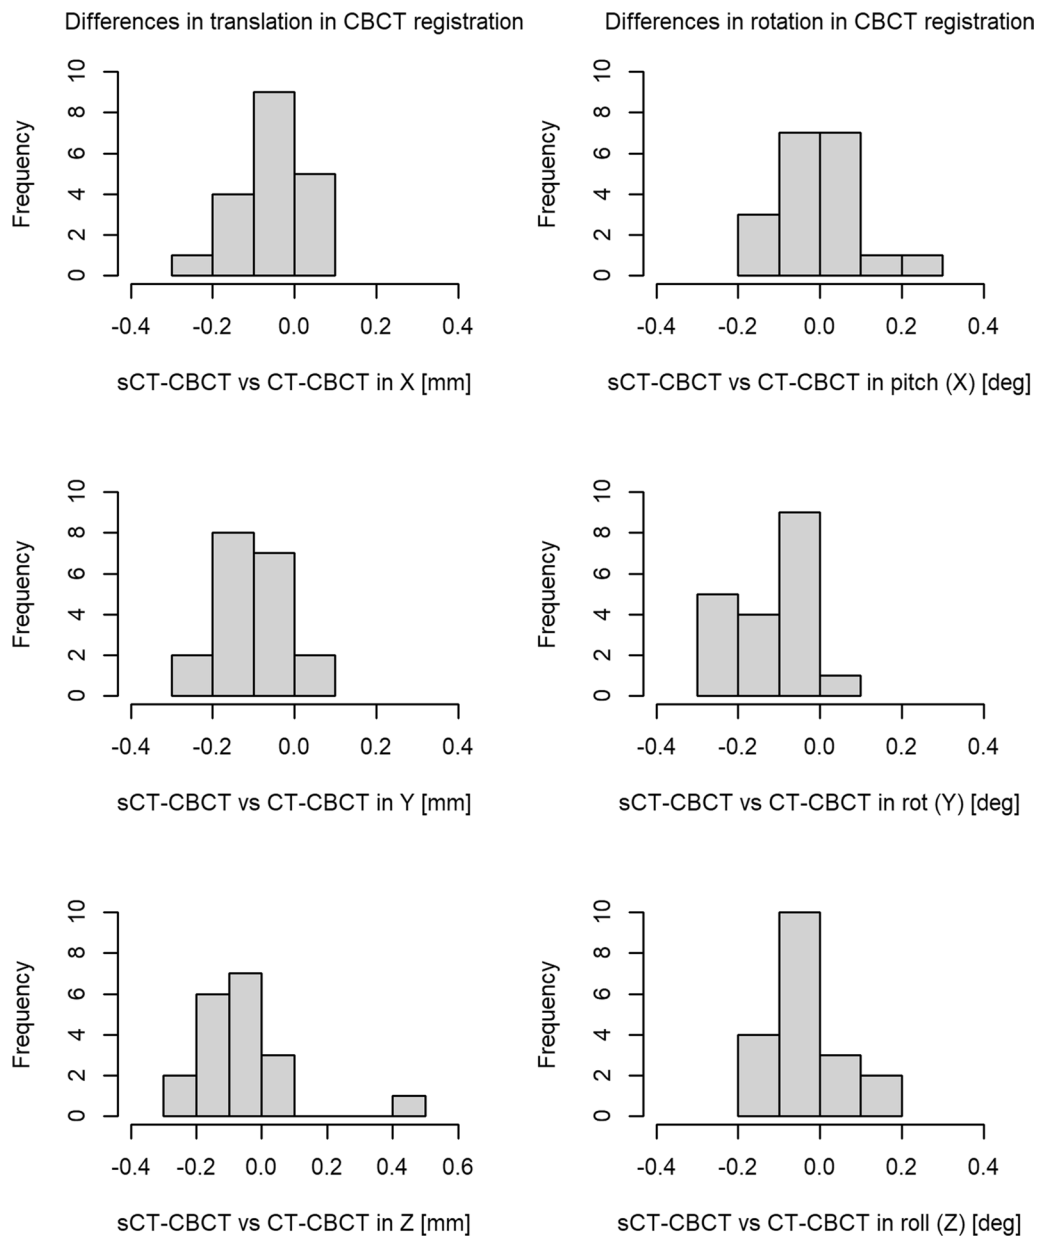 Differences in translation in CBCT registration
Differences in rotation in CBCT registration
Frequency
0 2 4 6 8 10
-0.4 -0.2 0.0 0.2 0.4
sCT-CBCT vs CT-CBCT in X [mm]
Frequency
0 2 4 6 8 10
-0.4 -0.2 0.0 0.2 0.4
sCT-CBCT vs CT-CBCT in pitch (X) [deg]
Frequency
0 2 4 6 8 10
-0.4 -0.2 0.0 0.2 0.4
sCT-CBCT vs CT-CBCT in Y [mm]
Frequency
0 2 4 6 8 10
-0.4 -0.2 0.0 0.2 0.4
sCT-CBCT vs CT-CBCT in rot (Y) [deg]
Frequency
0 2 4 6 8 10
-0.4 -0.2 0.0 0.2 0.4 0.6
sCT-CBCT vs CT-CBCT in Z [mm]
Frequency
0 2 4 6 8 10
-0.4 -0.2 0.0 0.2 0.4
sCT-CBCT vs CT-CBCT in roll (Z) [deg]